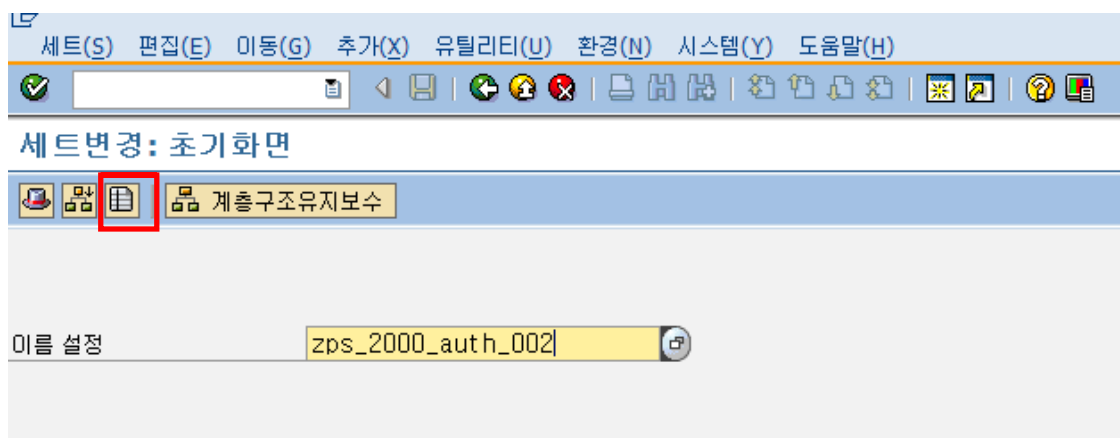 세트(S) 편집(E) 이동(G) 추가(X) 유틸리티(U) 환경(N) 시스템(Y) 도움말(H)
세트변경: 초기화면
계층구조유지보수
이름 설정 zps_2000_auth_002